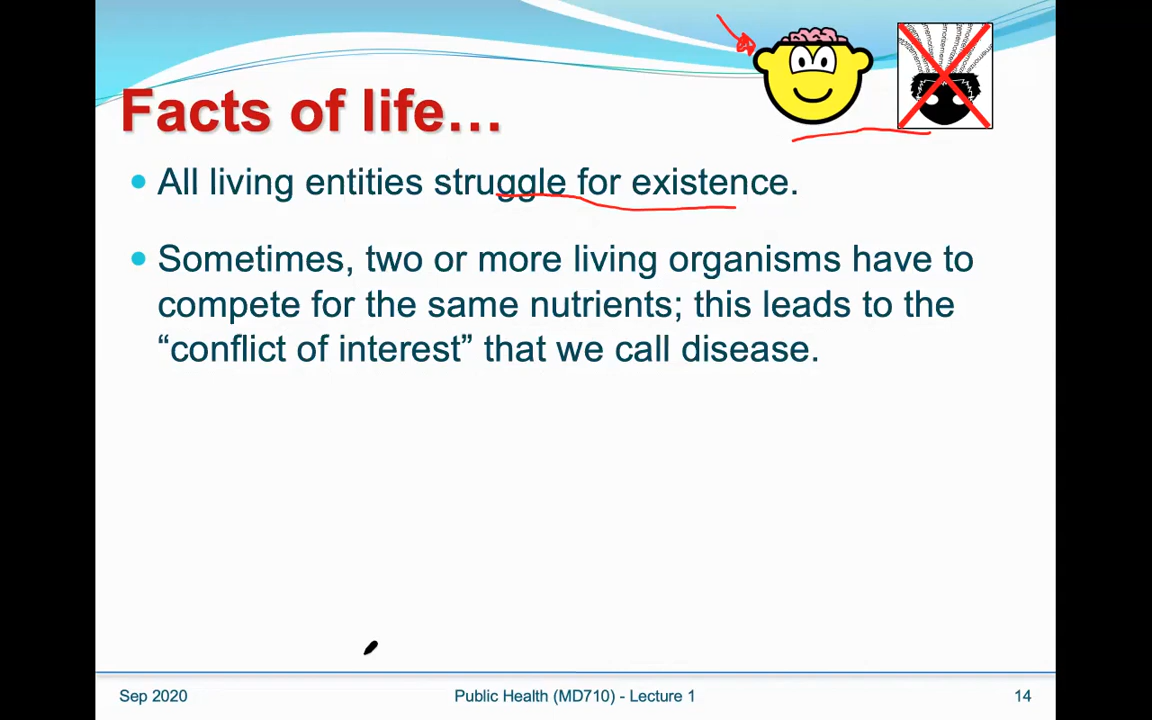 Facts of life…
All living entities struggle for existence.
Sometimes, two or more living organisms have to
compete for the same nutrients; this leads to the
“conflict of interest” that we call disease.
Sep 2020
Public Health (MD710) - Lecture 1
14